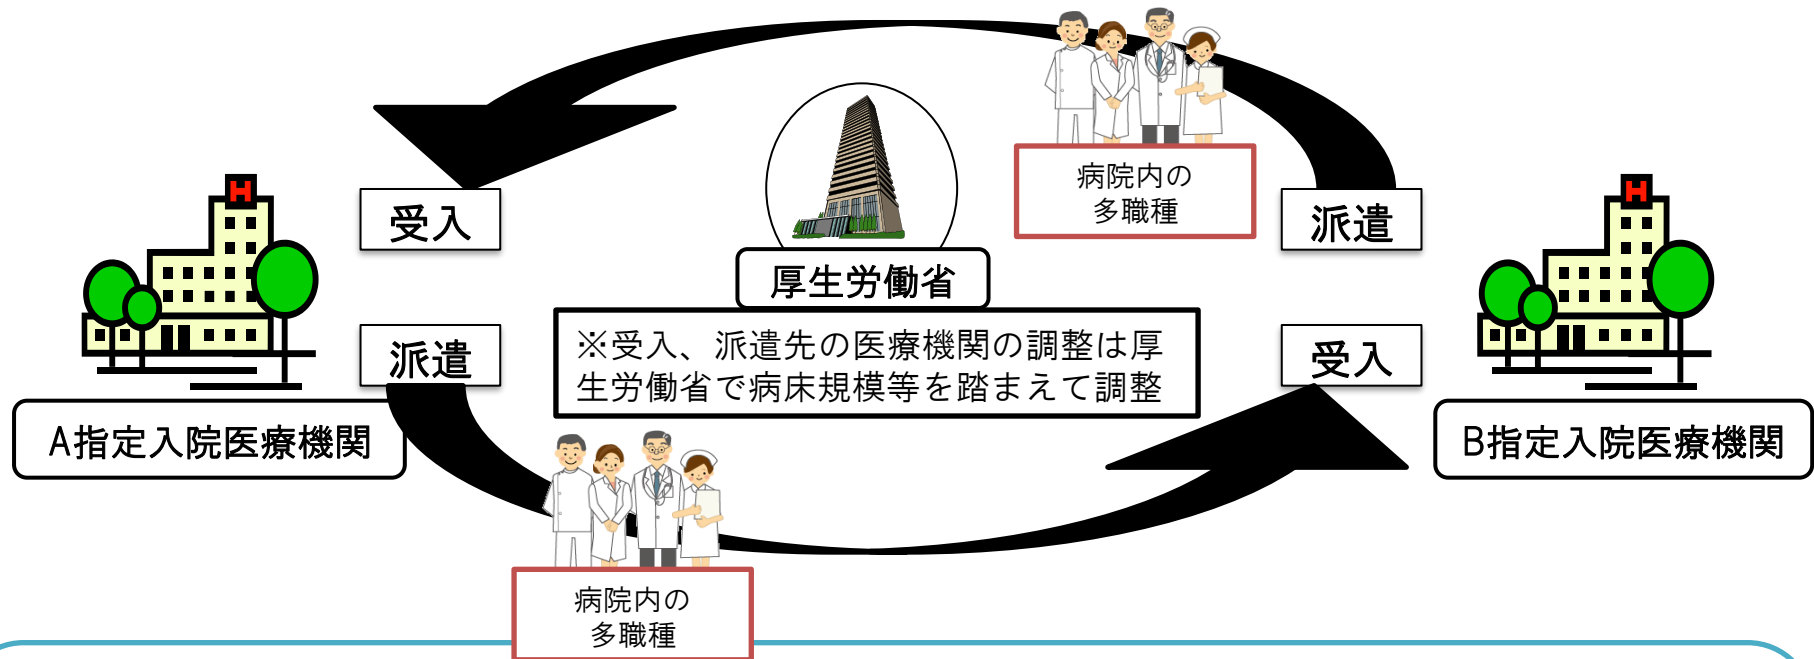 H
H
病院内の
多職種
受入
派遣
厚生労働省
※受入、派遣先の医療機関の調整は厚
生労働省で病床規模等を踏まえて調整
派遣
受入
A指定入院医療機関
B指定入院医療機関
病院内の
多職種